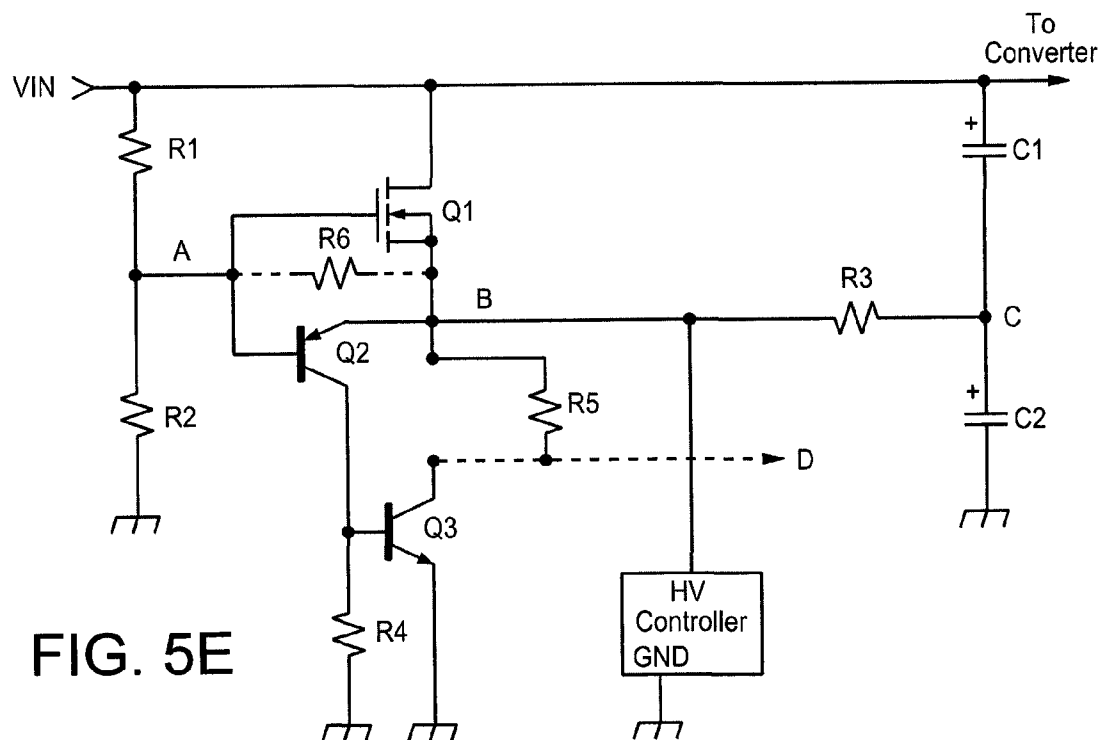 To
Converter
VIN
+
R1
C1
Q1
A
R6
B
R3
C
Q2
+
R2
R5
C2
D
Q3
HV
Controller
GND
R4
FIG. 5E